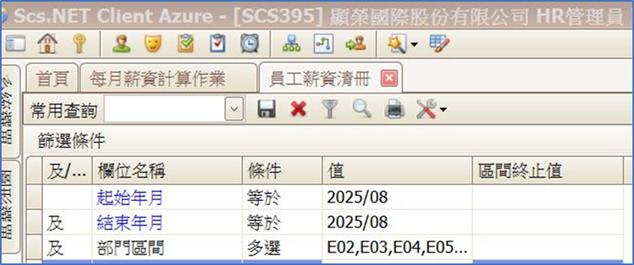 Scs.NET Client Azure - [SCS395] 顯榮國際股份有限公司 HR管理員
首頁 每月薪資計算作業 員工薪資清冊
常用查詢
篩選條件
及/... 欄位名稱 條件 值 區間終止值
起始年月 等於 2025/08
及 結束年月 等於 2025/08
及 部門區間 多選 E02,E03,E04,E05...